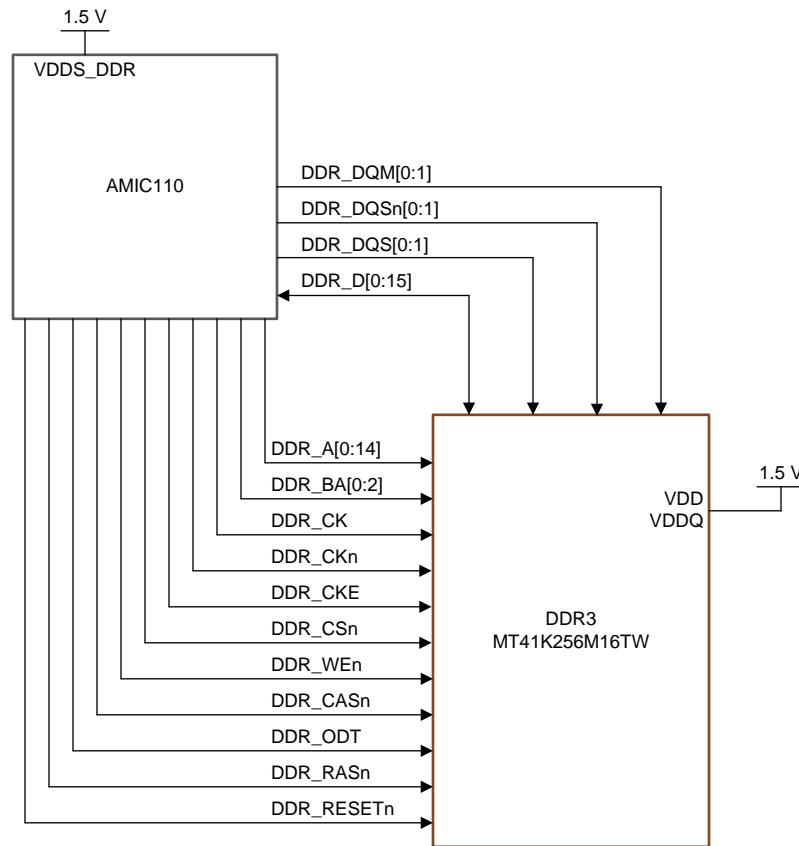 1.5 V
VDDS_DDR
AMIC110
DDR_DQM[0:1]
DDR_DQSn[0:1]
DDR_DQS[0:1]
DDR_D[0:15]
DDR_A[0:14]
DDR_BA[0:2]
DDR_CK
DDR_CKn
DDR_CKE
DDR_CSn
DDR_WEn
DDR_CASn
DDR_ODT
DDR_RASn
DDR_RESETn
1.5 V
VDD
VDDQ
DDR3
MT41K256M16TW